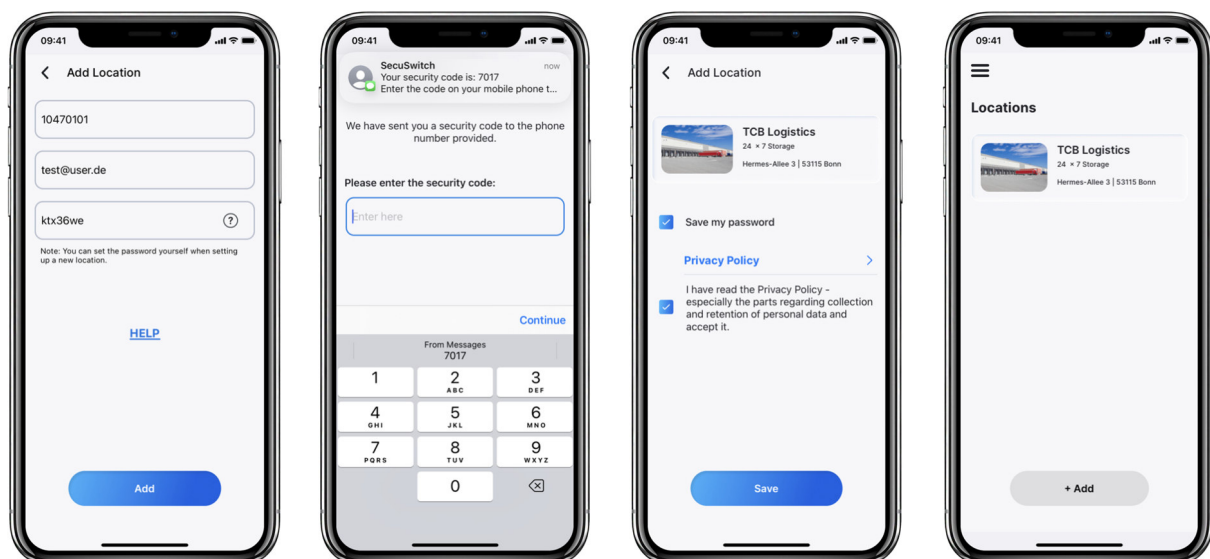 09:41
Add Location
10470101
test@user.de
ktx36we
?
Note: You can set the password yourself when setting
up a new location.
HELP
Add
09:41
SecuSwitch
now
Your security code is: 7017
Enter the code on your mobile phone t...
We have sent you a security code to the phone
number provided.
Please enter the security code:
Enter here
Continue
From Messages
7017
1
2
ABC
3
DEF
4
GHI
5
JKL
6
MNO
7
PQRS
8
TUV
9
WXYZ
0
09:41
Add Location
TCB Logistics
24 × 7 Storage
Hermes-Allee 3 | 53115 Bonn
Save my password
Privacy Policy
I have read the Privacy Policy -
especially the parts regarding collection
and retention of personal data and
accept it.
Save
09:41
Locations
TCB Logistics
24 × 7 Storage
Hermes-Allee 3 | 53115 Bonn
+ Add